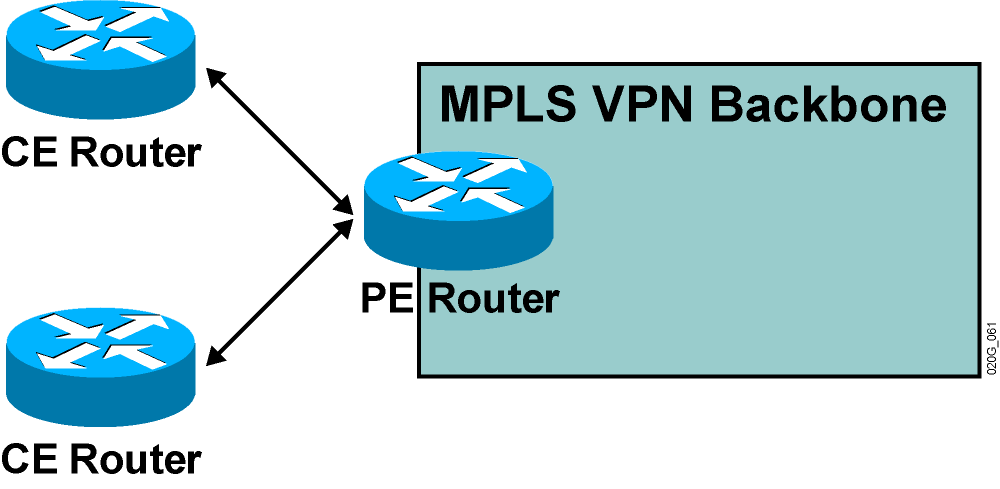 MPLS VPN Backbone
CE Router
PE Router
CE Router
020G_061